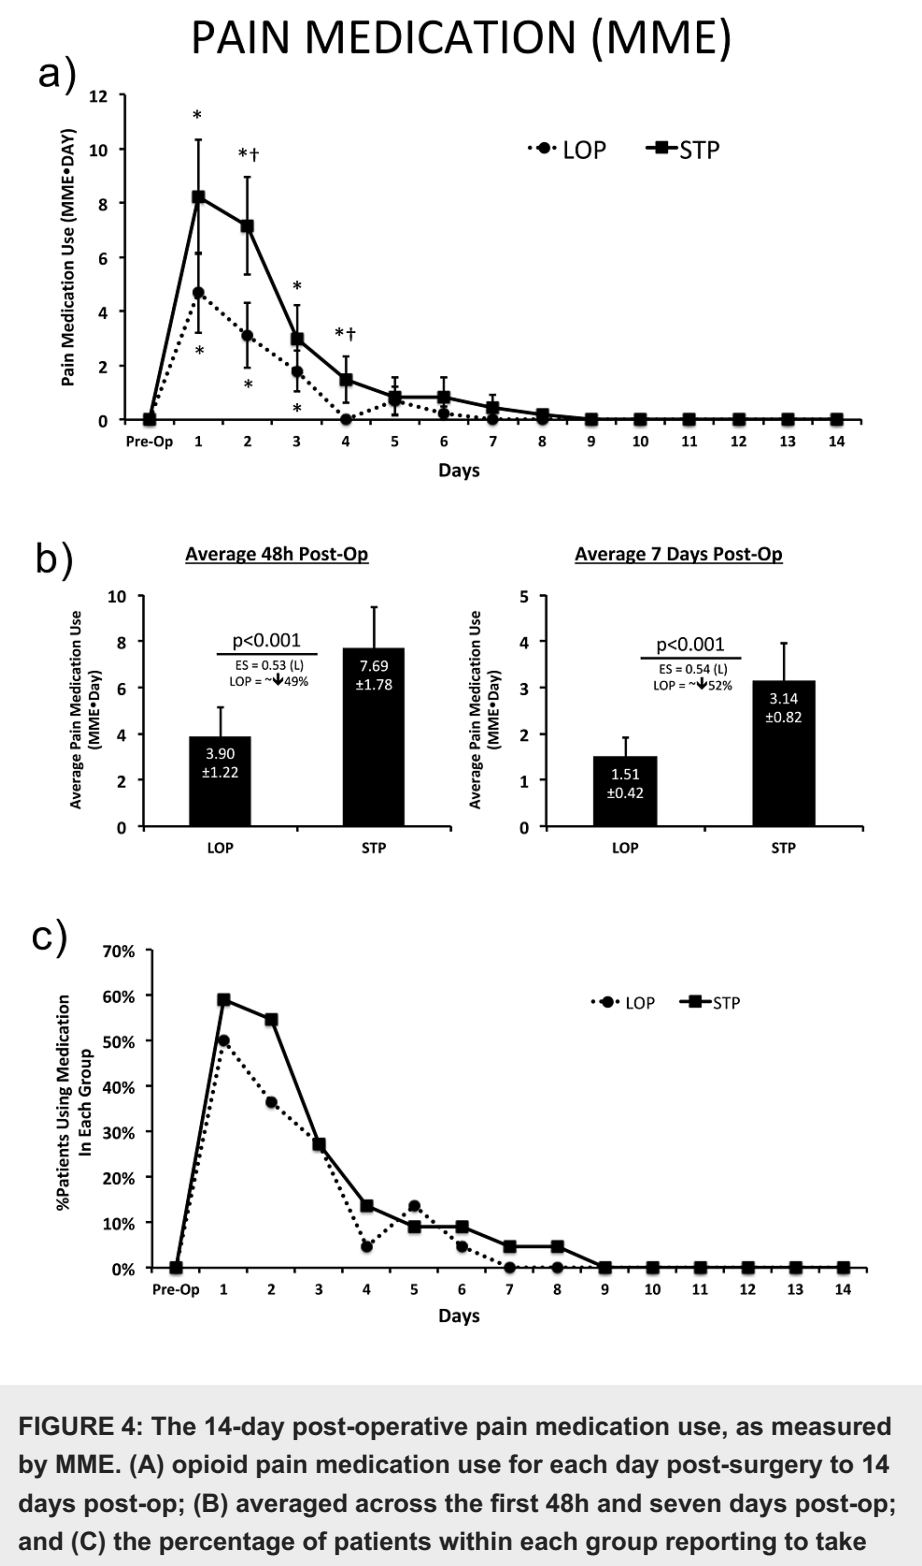 PAIN MEDICATION (MME)
a)
Pain Medication Use (MME•DAY)
12
10
8
6
4
2
0
*
*†
*
*†
*
*
*
LOP
STP
Pre-Op 1 2 3 4 5 6 7 8 9 10 11 12 13 14
Days
b)
Average 48h Post-Op
Average Pain Medication Use
(MME•Day)
10
8
6
4
2
0
p<0.001
ES = 0.53 (L)
LOP = ~↓49%
3.90
±1.22
7.69
±1.78
LOP STP
Average 7 Days Post-Op
Average Pain Medication Use
(MME•Day)
5
4
3
2
1
0
p<0.001
ES = 0.54 (L)
LOP = ~↓52%
1.51
±0.42
3.14
±0.82
LOP STP
c)
%Patients Using Medication
In Each Group
70%
60%
50%
40%
30%
20%
10%
0%
LOP
STP
Pre-Op 1 2 3 4 5 6 7 8 9 10 11 12 13 14
Days
FIGURE 4: The 14-day post-operative pain medication use, as measured
by MME. (A) opioid pain medication use for each day post-surgery to 14
days post-op; (B) averaged across the first 48h and seven days post-op;
and (C) the percentage of patients within each group reporting to take